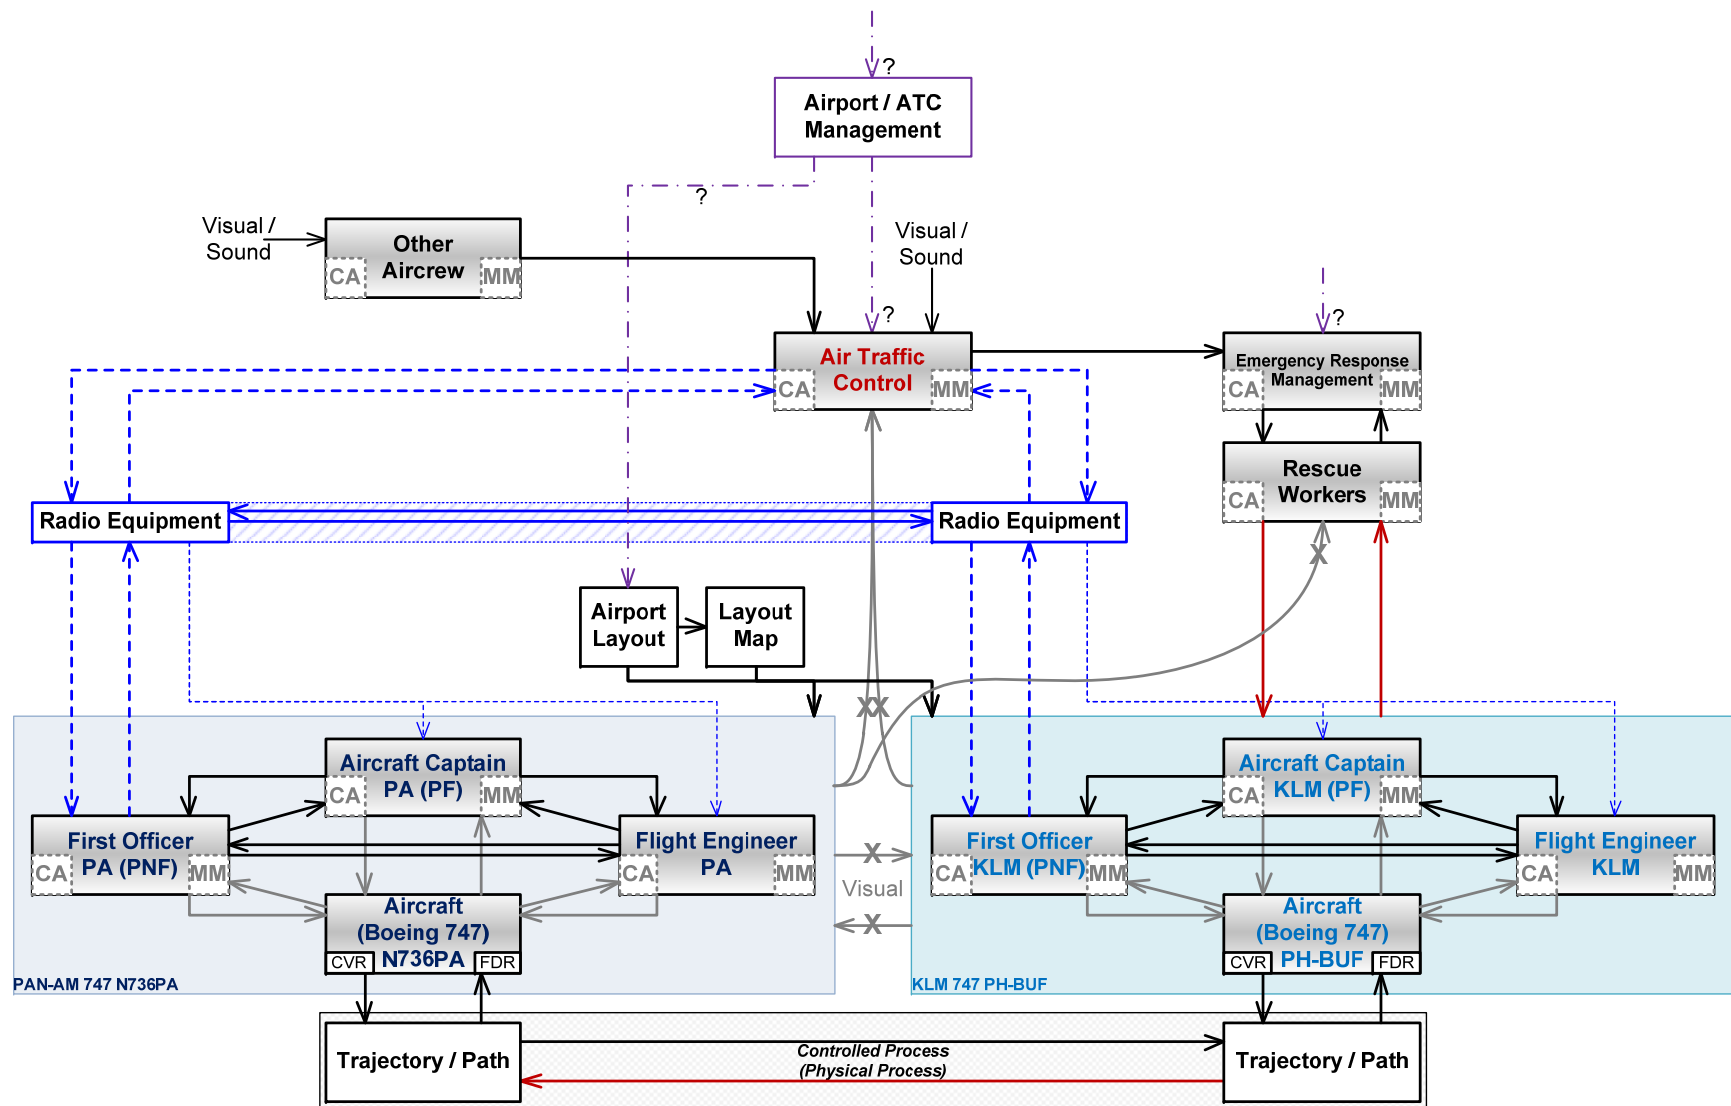 ?
Airport / ATC
Management
?
Visual /
Sound
Other
Aircrew
CA
MM
Visual /
Sound
?
?
Air Traffic
Control
CA
MM
Emergency Response
Management
CA
MM
Rescue
Workers
CA
MM
X
Radio Equipment
Radio Equipment
Airport
Layout
Layout
Map
XX
Aircraft Captain
PA (PF)
CA
MM
First Officer
PA (PNF)
CA
MM
Flight Engineer
PA
CA
MM
Aircraft
(Boeing 747)
N736PA
CVR
FDR
PAN-AM 747 N736PA
X
Visual
X
Aircraft Captain
KLM (PF)
CA
MM
First Officer
KLM (PNF)
CA
MM
Flight Engineer
KLM
CA
MM
Aircraft
(Boeing 747)
PH-BUF
CVR
FDR
KLM 747 PH-BUF
Trajectory / Path
Controlled Process
(Physical Process)
Trajectory / Path